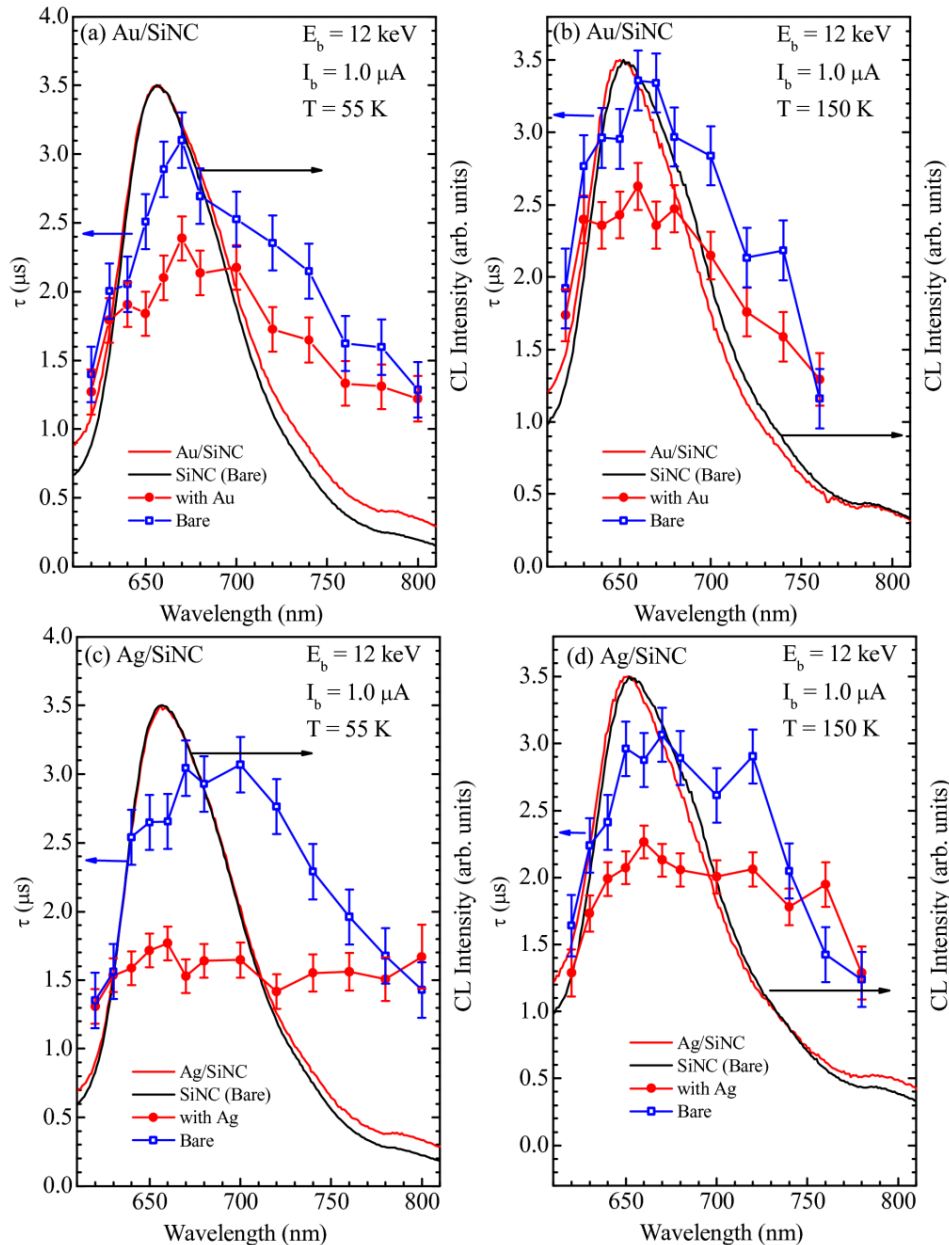 (a) Au/SiNC
E_b = 12 keV
I_b = 1.0 μA
T = 55 K
4.0
3.5
3.0
2.5
2.0
1.5
1.0
0.5
0.0
τ (μs)
CL Intensity (arb. units)
Au/SiNC
SiNC (Bare)
with Au
Bare
650 700 750 800
Wavelength (nm)
(b) Au/SiNC
E_b = 12 keV
I_b = 1.0 μA
T = 150 K
3.5
3.0
2.5
2.0
1.5
1.0
0.5
0.0
τ (μs)
CL Intensity (arb. units)
Au/SiNC
SiNC (Bare)
with Au
Bare
650 700 750 800
Wavelength (nm)
(c) Ag/SiNC
E_b = 12 keV
I_b = 1.0 μA
T = 55 K
4.0
3.5
3.0
2.5
2.0
1.5
1.0
0.5
0.0
τ (μs)
CL Intensity (arb. units)
Ag/SiNC
SiNC (Bare)
with Ag
Bare
650 700 750 800
Wavelength (nm)
(d) Ag/SiNC
E_b = 12 keV
I_b = 1.0 μA
T = 150 K
3.5
3.0
2.5
2.0
1.5
1.0
0.5
0.0
τ (μs)
CL Intensity (arb. units)
Ag/SiNC
SiNC (Bare)
with Ag
Bare
650 700 750 800
Wavelength (nm)